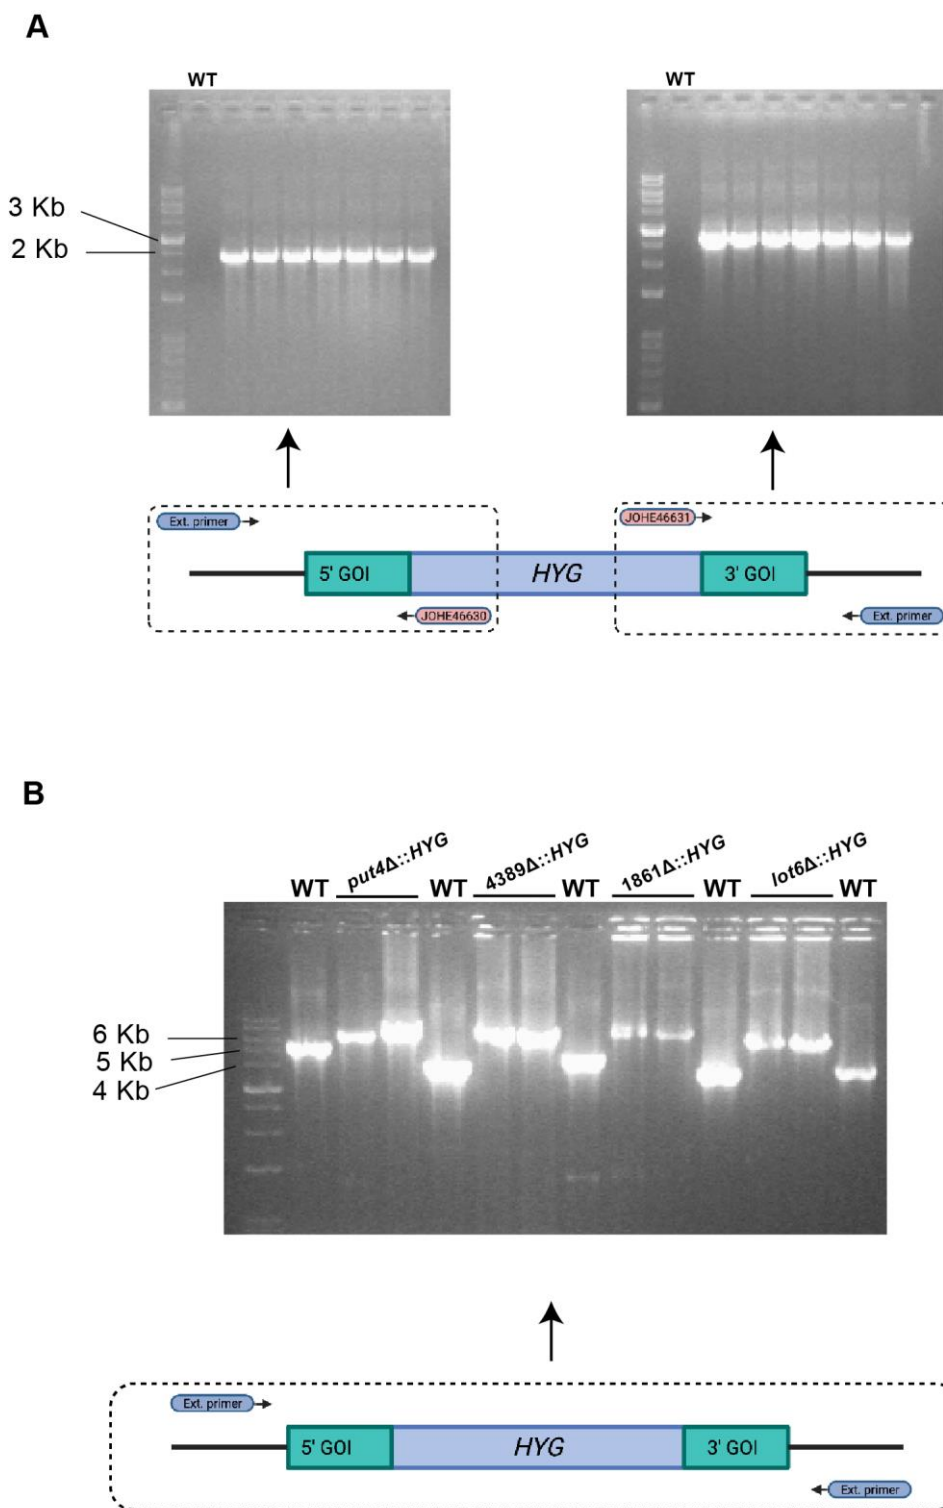 A
WT
WT
3 Kb
2 Kb
Ext. primer
JOHE46631
5' GOI
HYG
3' GOI
JOHE46630
Ext. primer
B
WT
put4Δ::HYG
WT
4389Δ::HYG
WT
1861Δ::HYG
WT
lot6Δ::HYG
WT
6 Kb
5 Kb
4 Kb
Ext. primer
5' GOI
HYG
3' GOI
Ext. primer